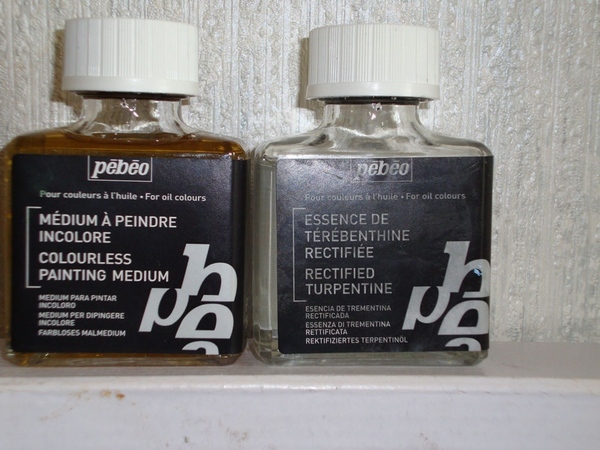 pēbēo
Pour couleurs à l'huile • For oil colours
MÉDIUM À PEINDRE
INCOLORE
COLOURLESS
PAINTING MEDIUM
MEDIUM PARA PINTAR
INCOLORO
MEDIUM PER DIPINGERE
INCOLORE
FARBLOSES MALMEDIUM
pēbēo
Pour couleurs à l'huile • For oil colours
ESSENCE DE
TÉRÉBENTHINE
RECTIFIÉE
RECTIFIED
TURPENTINE
ESENCIA DE TREMENTINA
RECTIFICADA
ESSENZA DI TREMENTINA
RETTIFICATA
REKTIFIZIERTES TERPENTINÖL